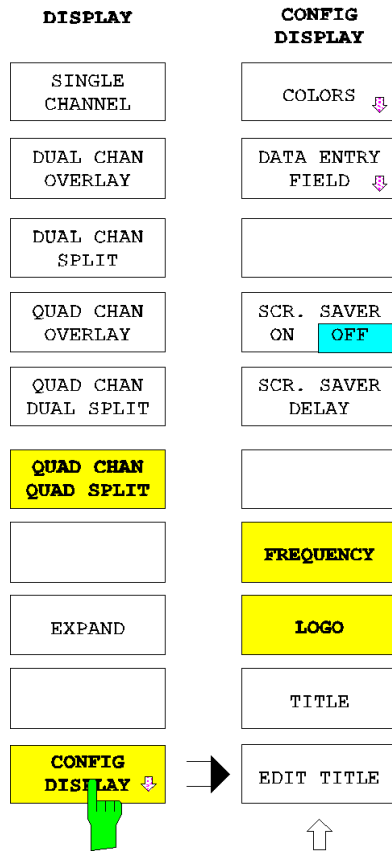 DISPLAY
SINGLE
CHANNEL
DUAL CHAN
OVERLAY
DUAL CHAN
SPLIT
QUAD CHAN
OVERLAY
QUAD CHAN
DUAL SPLIT
QUAD CHAN
QUAD SPLIT
EXPAND
CONFIG
DISPLAY
CONFIG
DISPLAY
COLORS
DATA ENTRY
FIELD
SCR. SAVER
ON OFF
SCR. SAVER
DELAY
FREQUENCY
LOGO
TITLE
EDIT TITLE